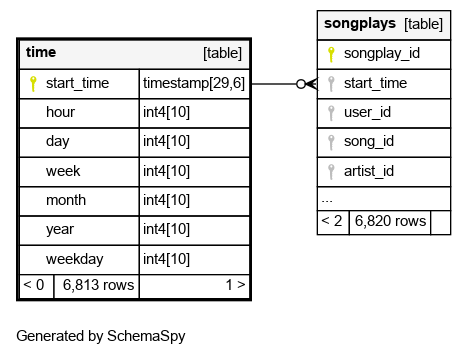 time [table]
start_time timestamp[29,6]
hour int4[10]
day int4[10]
week int4[10]
month int4[10]
year int4[10]
weekday int4[10]
< 0 6,813 rows 1 >
songplays [table]
songplay_id
start_time
user_id
song_id
artist_id
...
< 2 6,820 rows
Generated by SchemaSpy